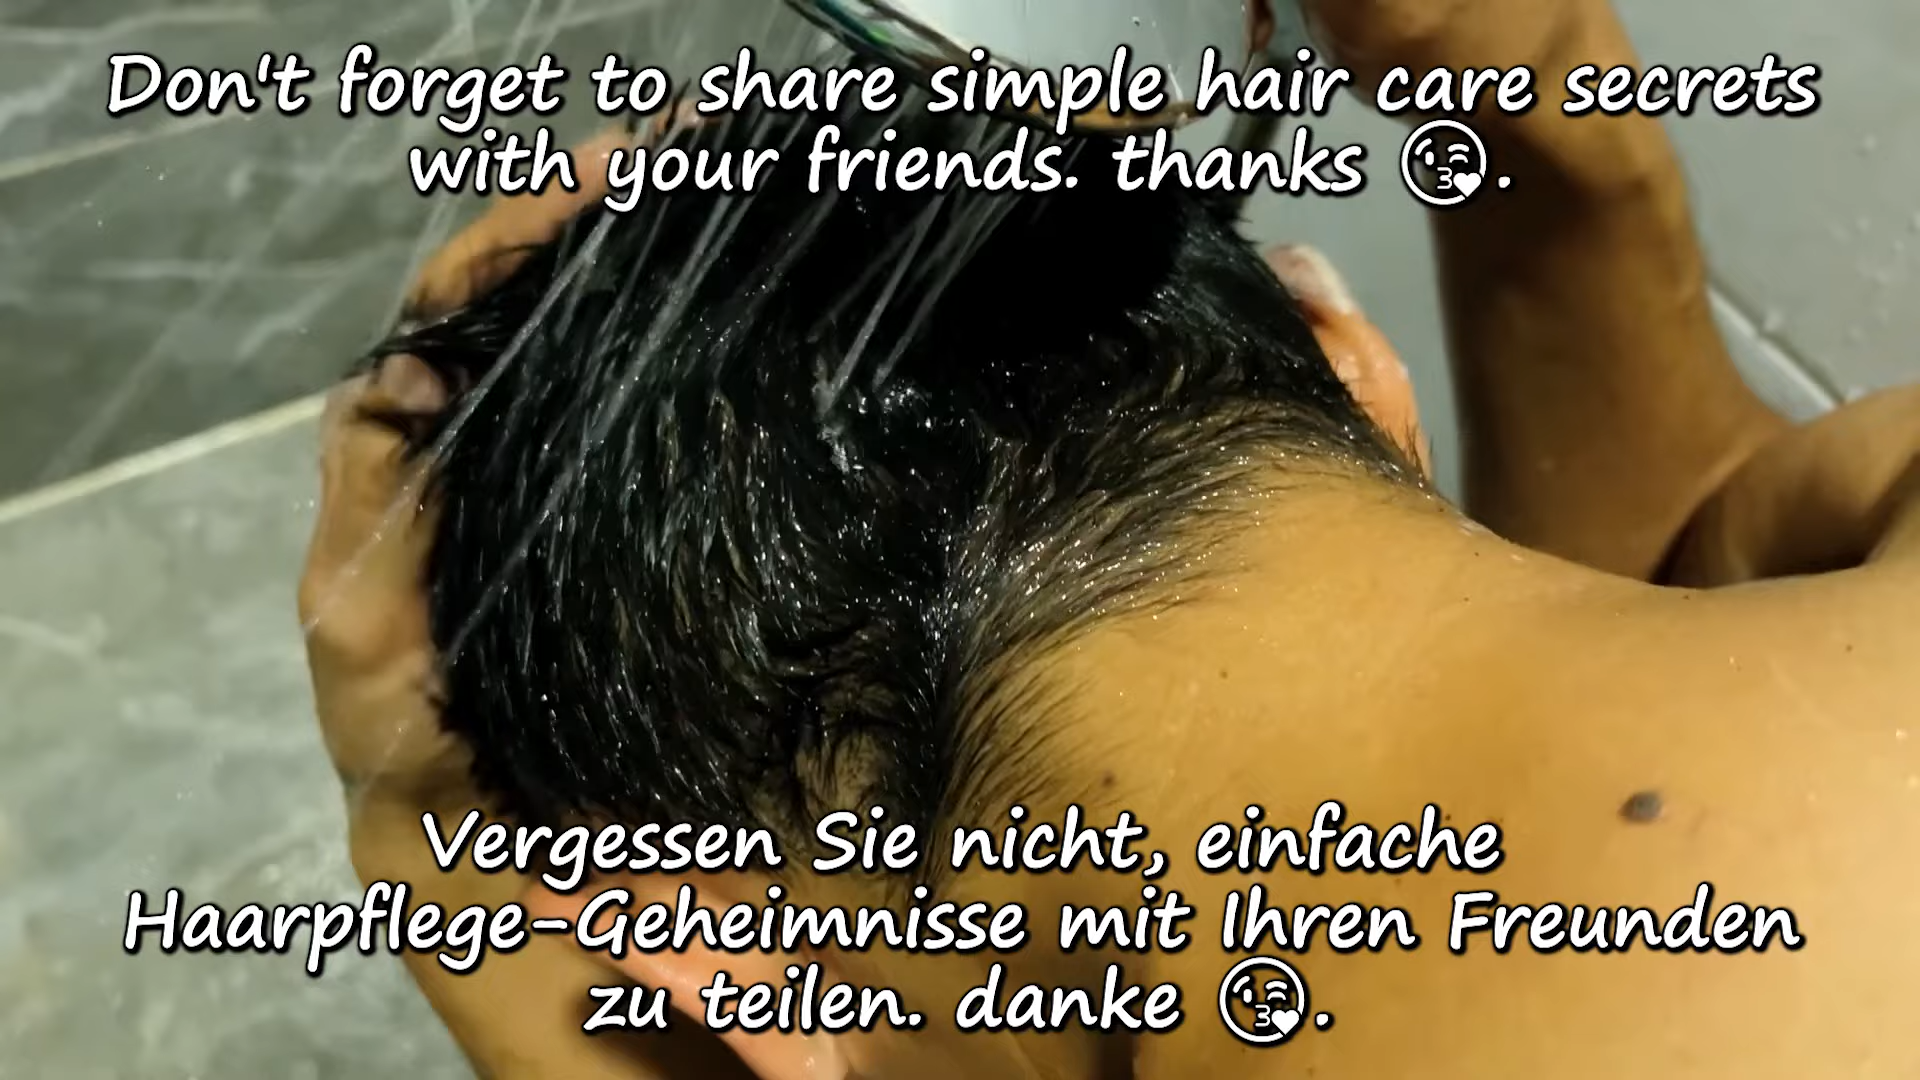 Don't forget to share simple hair care secrets
with your friends. thanks 😘.
Vergessen Sie nicht, einfache
Haarpflege-Geheimnisse mit Ihren Freunden
zu teilen. danke 😘.